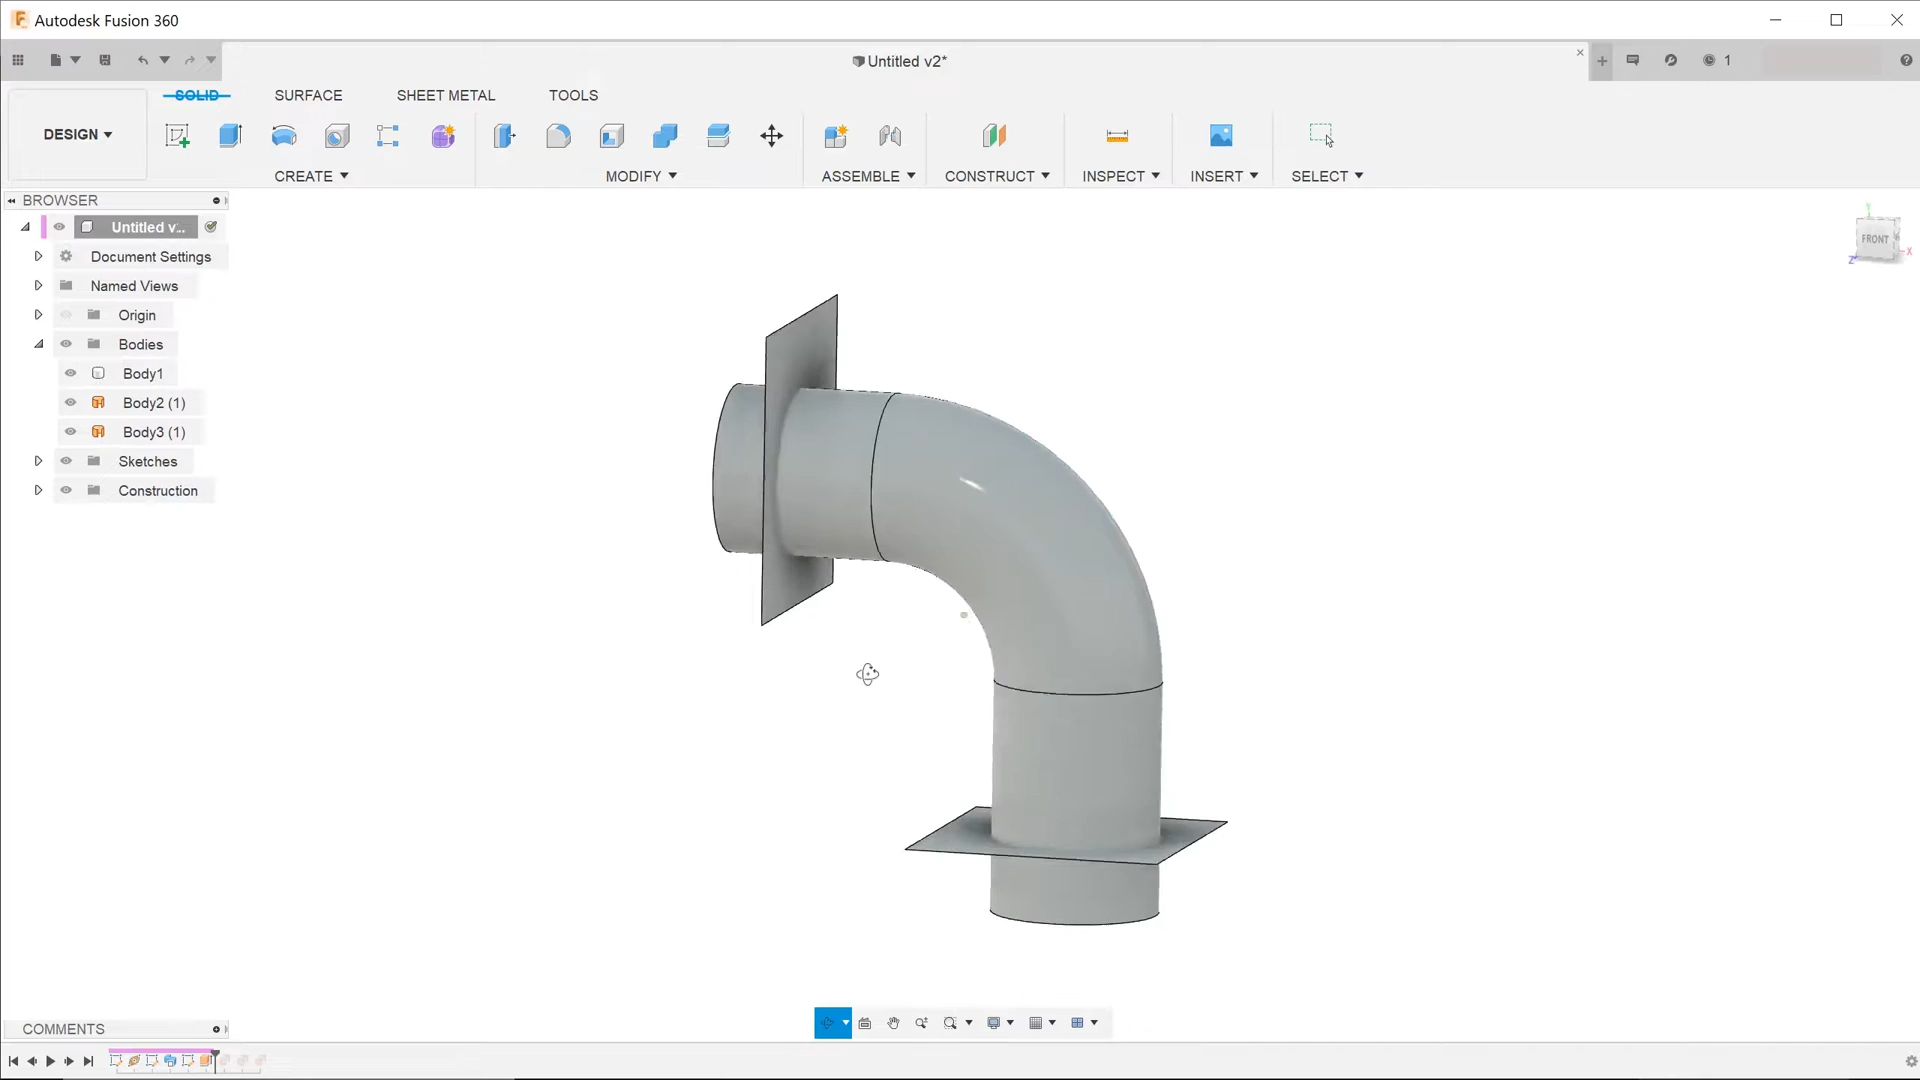 Autodesk Fusion 360
Untitled v2*
1
SOLID
SURFACE
SHEET METAL
TOOLS
DESIGN
CREATE
MODIFY
ASSEMBLE
CONSTRUCT
INSPECT
INSERT
SELECT
BROWSER
Untitled v...
Document Settings
Named Views
Origin
Bodies
Body1
Body2 (1)
Body3 (1)
Sketches
Construction
FRONT
Y
X
Z
COMMENTS